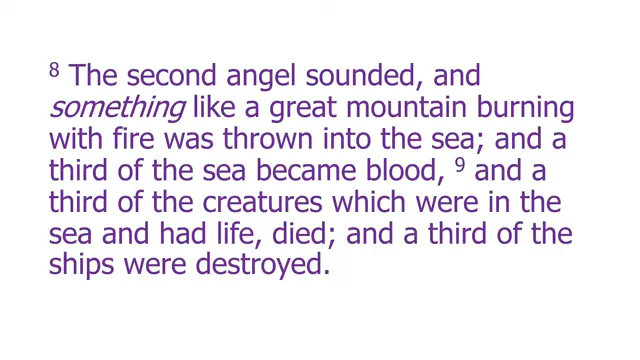 8 The second angel sounded, and
something like a great mountain burning
with fire was thrown into the sea; and a
third of the sea became blood, 9 and a
third of the creatures which were in the
sea and had life, died; and a third of the
ships were destroyed.